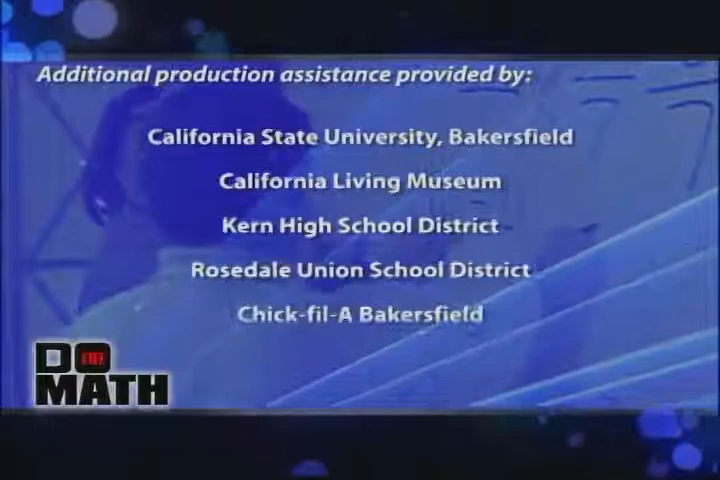 Additional production assistance provided by:
California State University, Bakersfield
California Living Museum
Kern High School District
Rosedale Union School District
Chick-fil-A Bakersfield
DO THE
MATH